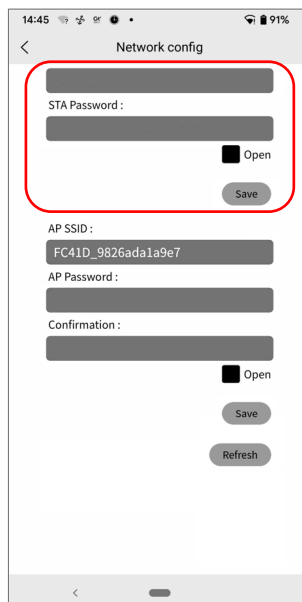 14:45 91%
Network config
STA Password :
Open
Save
AP SSID :
FC41D_9826ada1a9e7
AP Password :
Confirmation :
Open
Save
Refresh